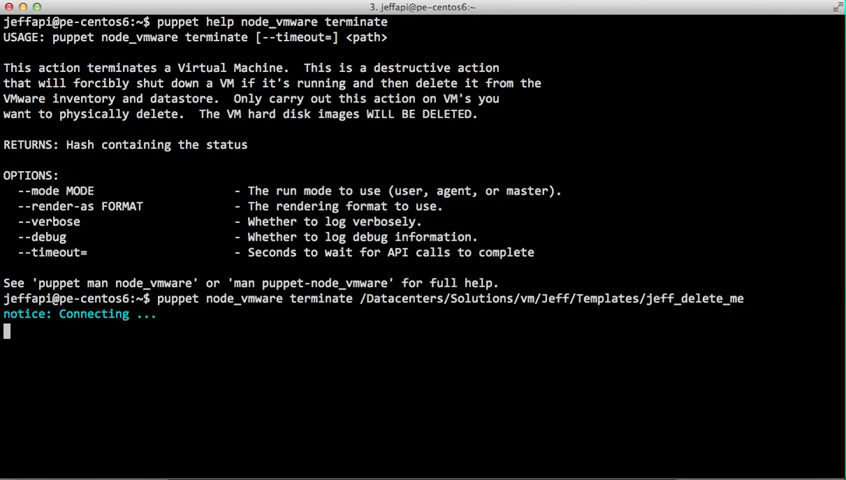 3. jeffapi@pe-centos6:~
jeffapi@pe-centos6:~$ puppet help node_vmware terminate
USAGE: puppet node_vmware terminate [--timeout=] <path>
This action terminates a Virtual Machine.  This is a destructive action
that will forcibly shut down a VM if it's running and then delete it from the
VMware inventory and datastore.  Only carry out this action on VM's you
want to physically delete.  The VM hard disk images WILL BE DELETED.
RETURNS: Hash containing the status
OPTIONS:
--mode MODE                    - The run mode to use (user, agent, or master).
--render-as FORMAT             - The rendering format to use.
--verbose                      - Whether to log verbosely.
--debug                        - Whether to log debug information.
--timeout=                     - Seconds to wait for API calls to complete
See 'puppet man node_vmware' or 'man puppet-node_vmware' for full help.
jeffapi@pe-centos6:~$ puppet node_vmware terminate /Datacenters/Solutions/vm/Jeff/Templates/jeff_delete_me
notice: Connecting ...